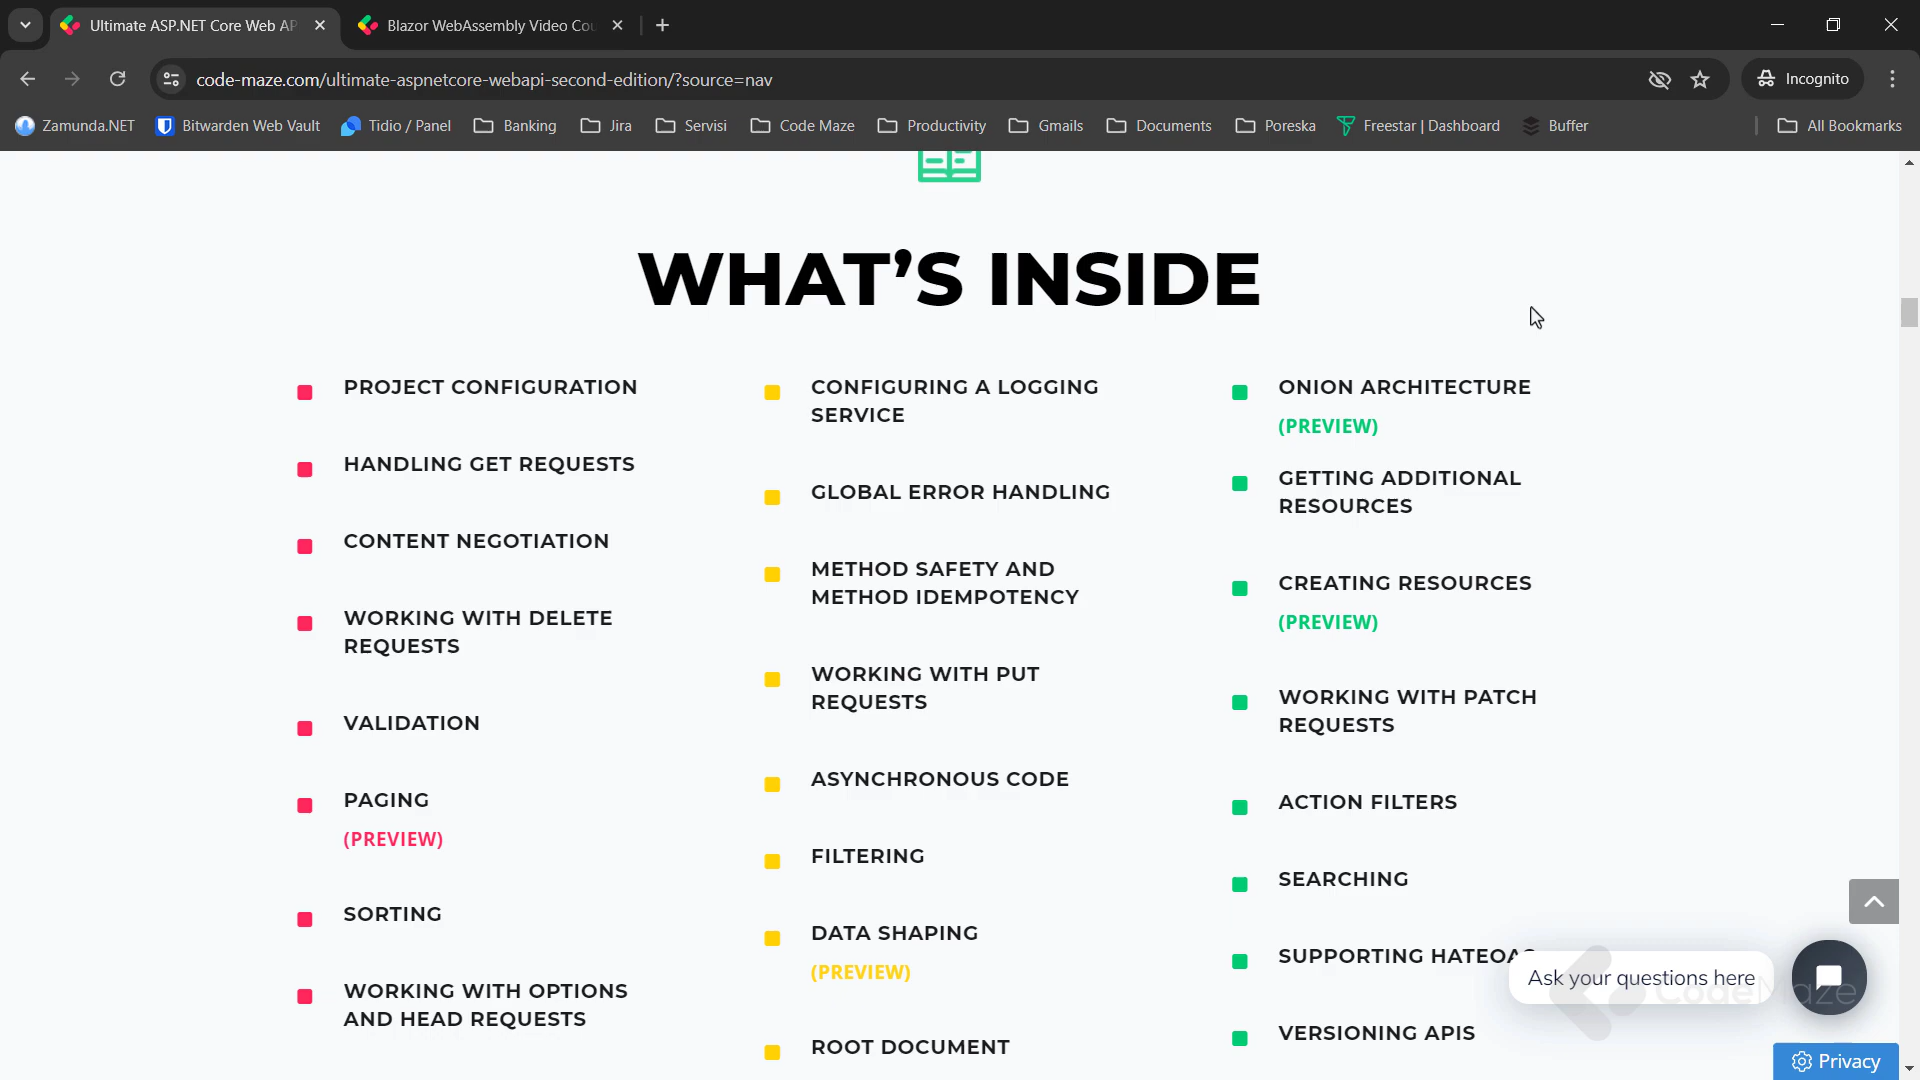 Ultimate ASP.NET Core Web AP
Blazor WebAssembly Video Cou
code-maze.com/ultimate-aspnetcore-webapi-second-edition/?source=nav
Incognito
Zamunda.NET
Bitwarden Web Vault
Tidio / Panel
Banking
Jira
Servisi
Code Maze
Productivity
Gmails
Documents
Poreska
Freestar | Dashboard
Buffer
All Bookmarks
WHAT'S INSIDE
PROJECT CONFIGURATION
HANDLING GET REQUESTS
CONTENT NEGOTIATION
WORKING WITH DELETE
REQUESTS
VALIDATION
PAGING
(PREVIEW)
SORTING
WORKING WITH OPTIONS
AND HEAD REQUESTS
CONFIGURING A LOGGING
SERVICE
GLOBAL ERROR HANDLING
METHOD SAFETY AND
METHOD IDEMPOTENCY
WORKING WITH PUT
REQUESTS
ASYNCHRONOUS CODE
FILTERING
DATA SHAPING
(PREVIEW)
ROOT DOCUMENT
ONION ARCHITECTURE
(PREVIEW)
GETTING ADDITIONAL
RESOURCES
CREATING RESOURCES
(PREVIEW)
WORKING WITH PATCH
REQUESTS
ACTION FILTERS
SEARCHING
SUPPORTING HATEOAS
VERSIONING APIS
Ask your questions here
CodeMaze
Privacy